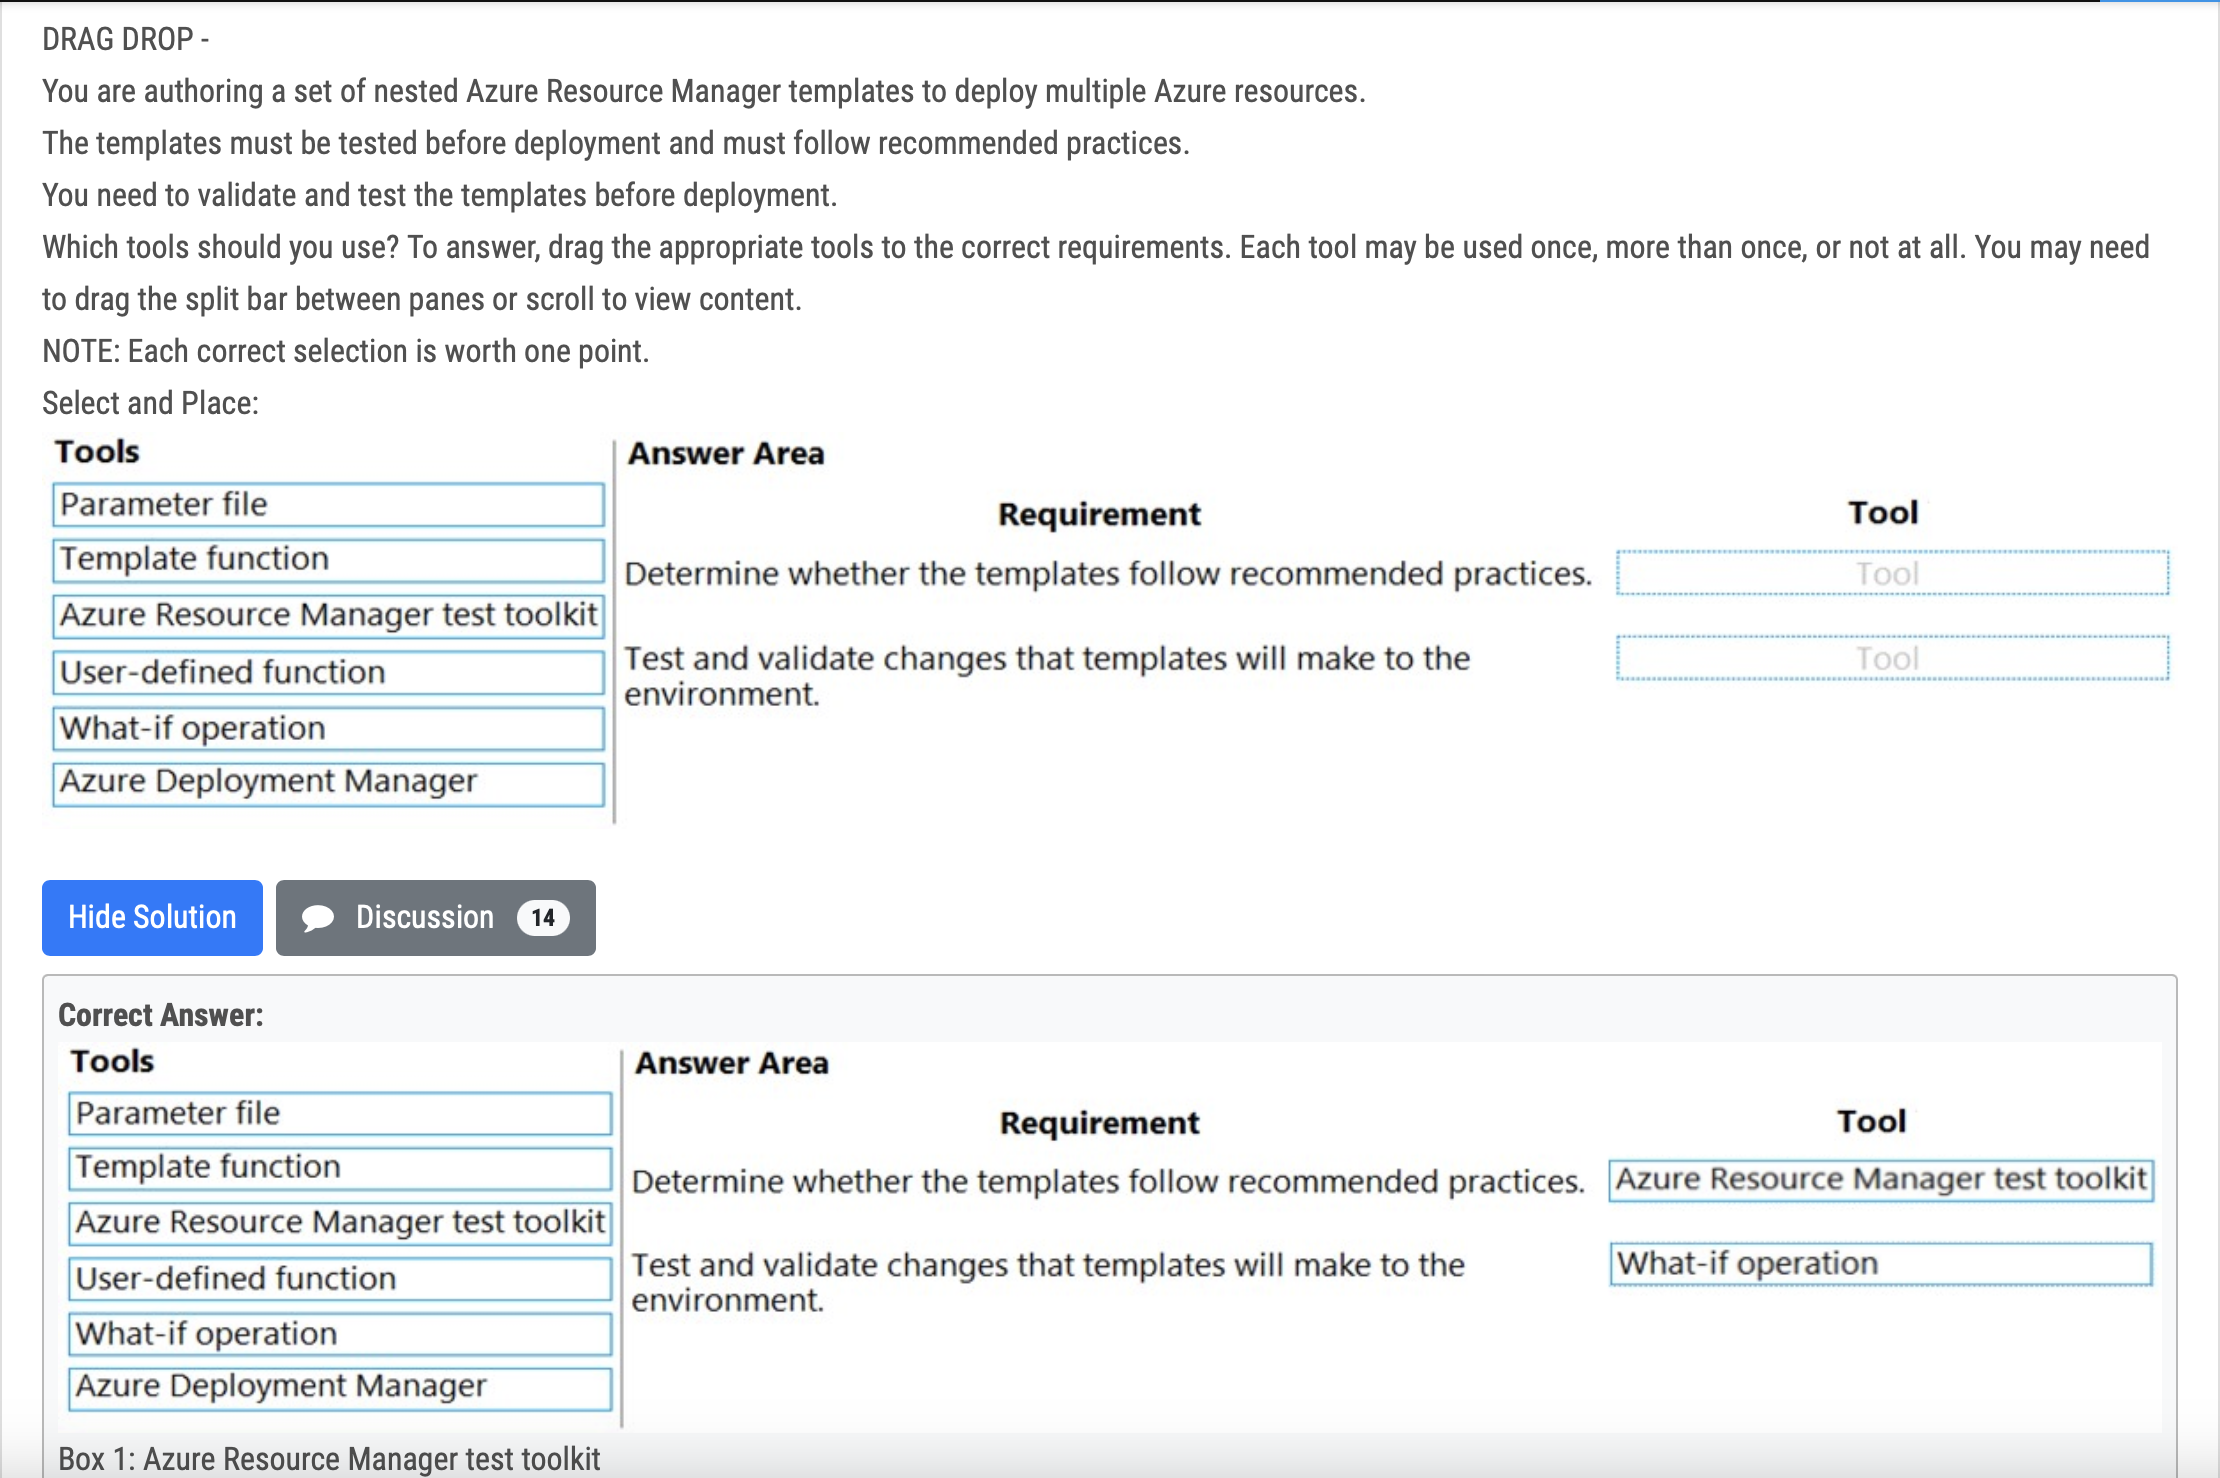 DRAG DROP -
You are authoring a set of nested Azure Resource Manager templates to deploy multiple Azure resources.
The templates must be tested before deployment and must follow recommended practices.
You need to validate and test the templates before deployment.
Which tools should you use? To answer, drag the appropriate tools to the correct requirements. Each tool may be used once, more than once, or not at all. You may need
to drag the split bar between panes or scroll to view content.
NOTE: Each correct selection is worth one point.
Select and Place:
Tools
Parameter file
Template function
Azure Resource Manager test toolkit
User-defined function
What-if operation
Azure Deployment Manager
Answer Area
Requirement
Tool
Determine whether the templates follow recommended practices.
Tool
Test and validate changes that templates will make to the
environment.
Tool
Hide Solution
Discussion 14
Correct Answer:
Tools
Parameter file
Template function
Azure Resource Manager test toolkit
User-defined function
What-if operation
Azure Deployment Manager
Answer Area
Requirement
Tool
Determine whether the templates follow recommended practices.
Azure Resource Manager test toolkit
Test and validate changes that templates will make to the
environment.
What-if operation
Box 1: Azure Resource Manager test toolkit